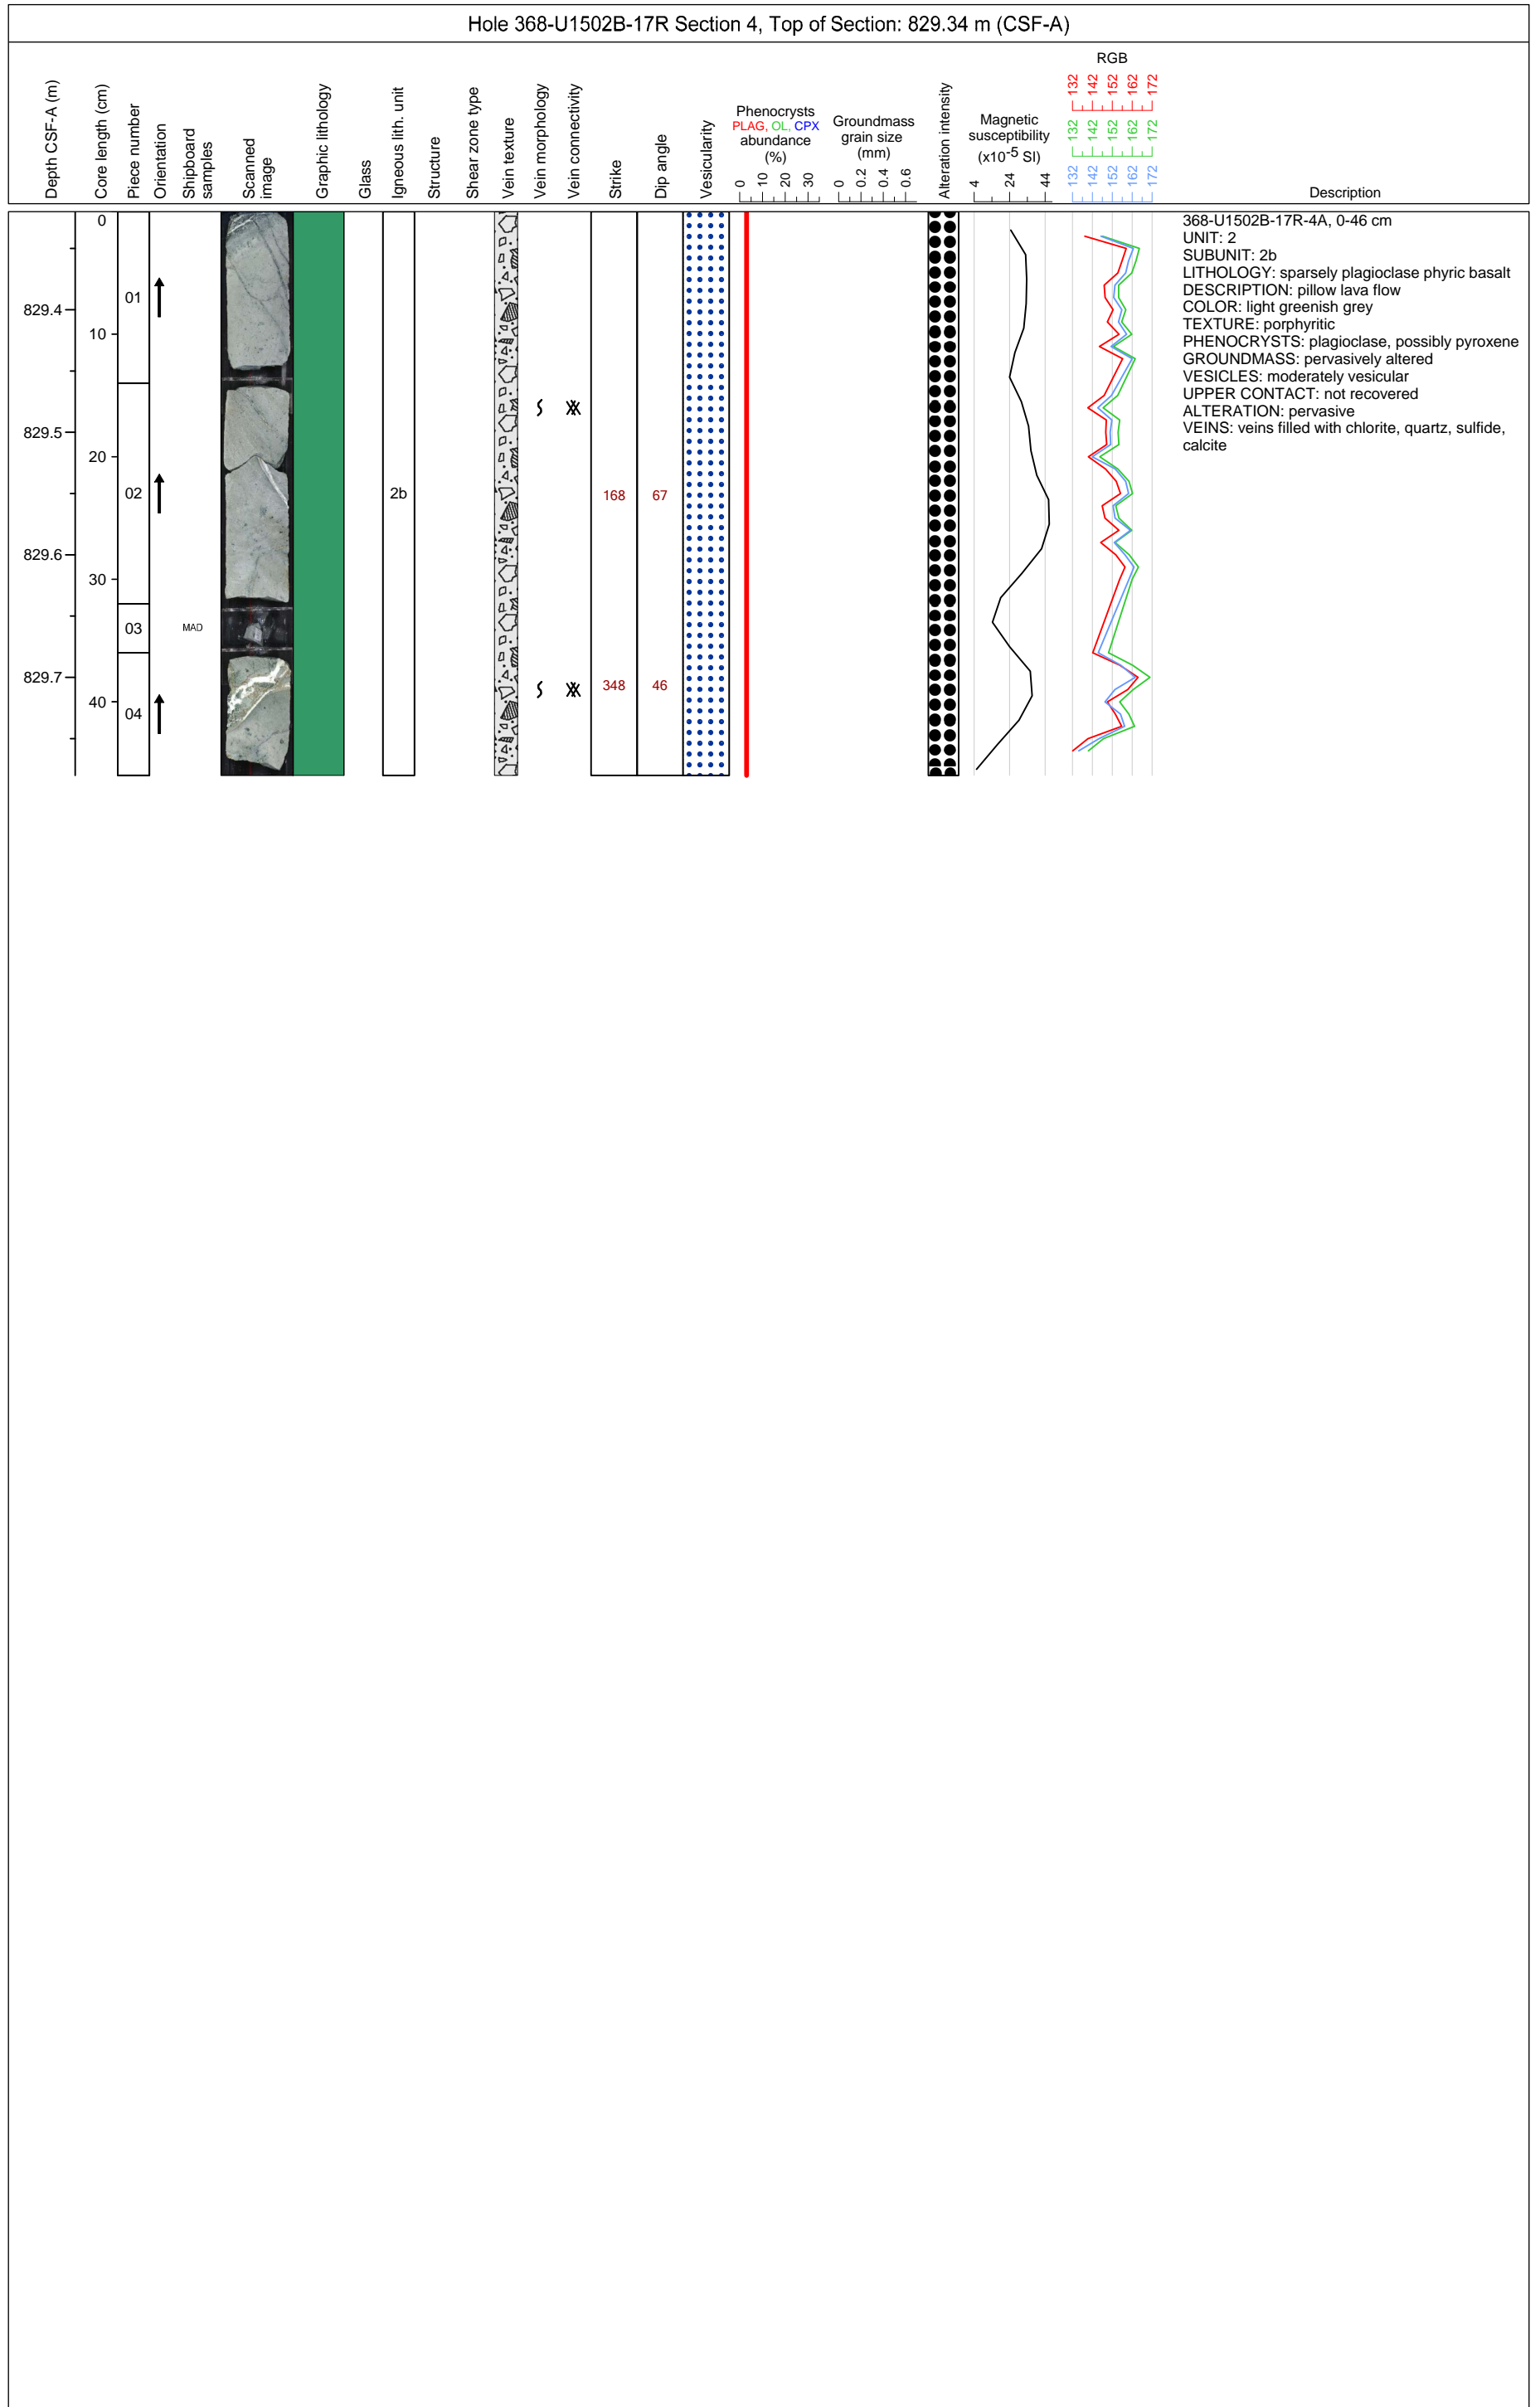 Hole 368-U1502B-17R Section 4, Top of Section: 829.34 m (CSF-A)
Depth CSF-A (m)
Core length (cm)
Piece number
Orientation
Shipboard
samples
Scanned
image
Graphic lithology
Glass
Igneous lith. unit
Structure
Shear zone type
Vein texture
Vein morphology
Vein connectivity
Strike
Dip angle
Vesicularity
Phenocrysts
PLAG, OL, CPX
abundance
(%)
0 10 20 30
Groundmass
grain size
(mm)
0 0.2 0.4 0.6
Alteration intensity
Magnetic
susceptibility
(x10-5 SI)
4 24 44
RGB
132 142 152 162 172
132 142 152 162 172
132 142 152 162 172
Description
0
829.4
10
829.5
20
829.6
30
829.7
40
01
02
03
04
MAD
2b
168 67
348 46
368-U1502B-17R-4A, 0-46 cm
UNIT: 2
SUBUNIT: 2b
LITHOLOGY: sparsely plagioclase phyric basalt
DESCRIPTION: pillow lava flow
COLOR: light greenish grey
TEXTURE: porphyritic
PHENOCRYSTS: plagioclase, possibly pyroxene
GROUNDMASS: pervasively altered
VESICLES: moderately vesicular
UPPER CONTACT: not recovered
ALTERATION: pervasive
VEINS: veins filled with chlorite, quartz, sulfide,
calcite